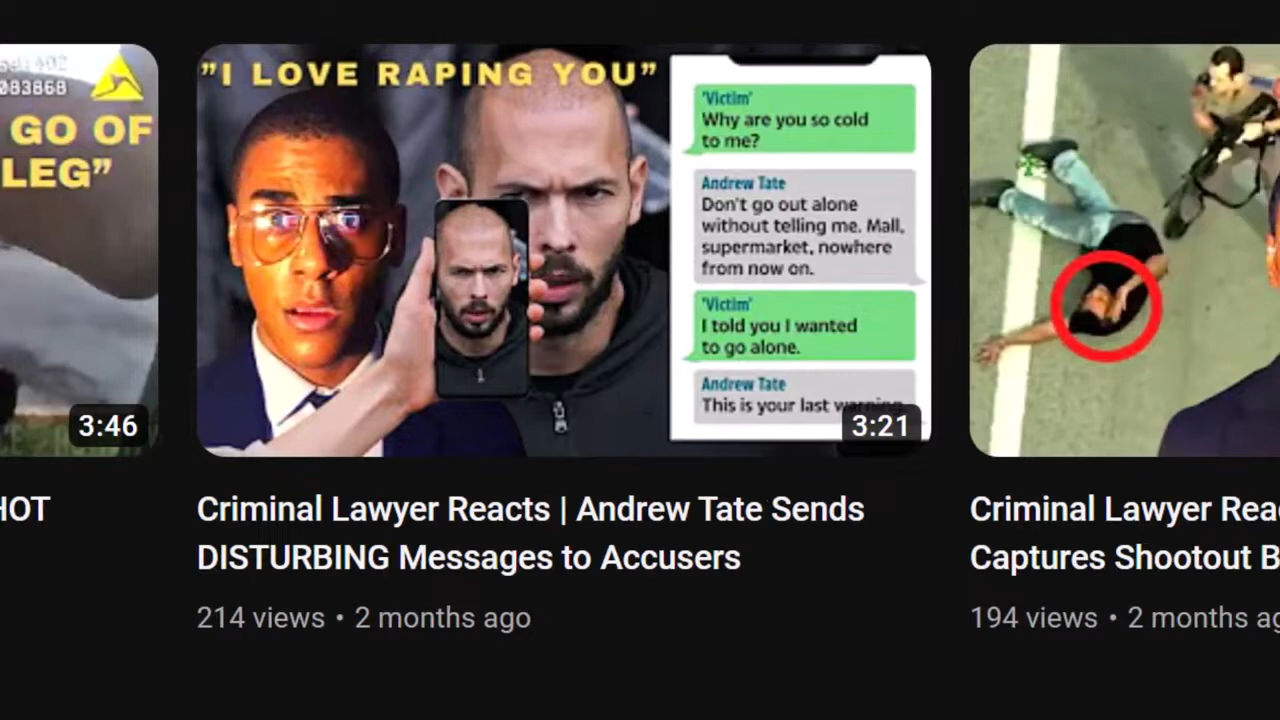 083868
GO OF
LEG”
3:46
HOT
”I LOVE RAPING YOU”
'Victim'
Why are you so cold
to me?
Andrew Tate
Don't go out alone
without telling me. Mall,
supermarket, nowhere
from now on.
'Victim'
I told you I wanted
to go alone.
Andrew Tate
This is your last warning.
3:21
Criminal Lawyer Reacts | Andrew Tate Sends
DISTURBING Messages to Accusers
214 views • 2 months ago
Criminal Lawyer Rea
Captures Shootout B
194 views • 2 months ag